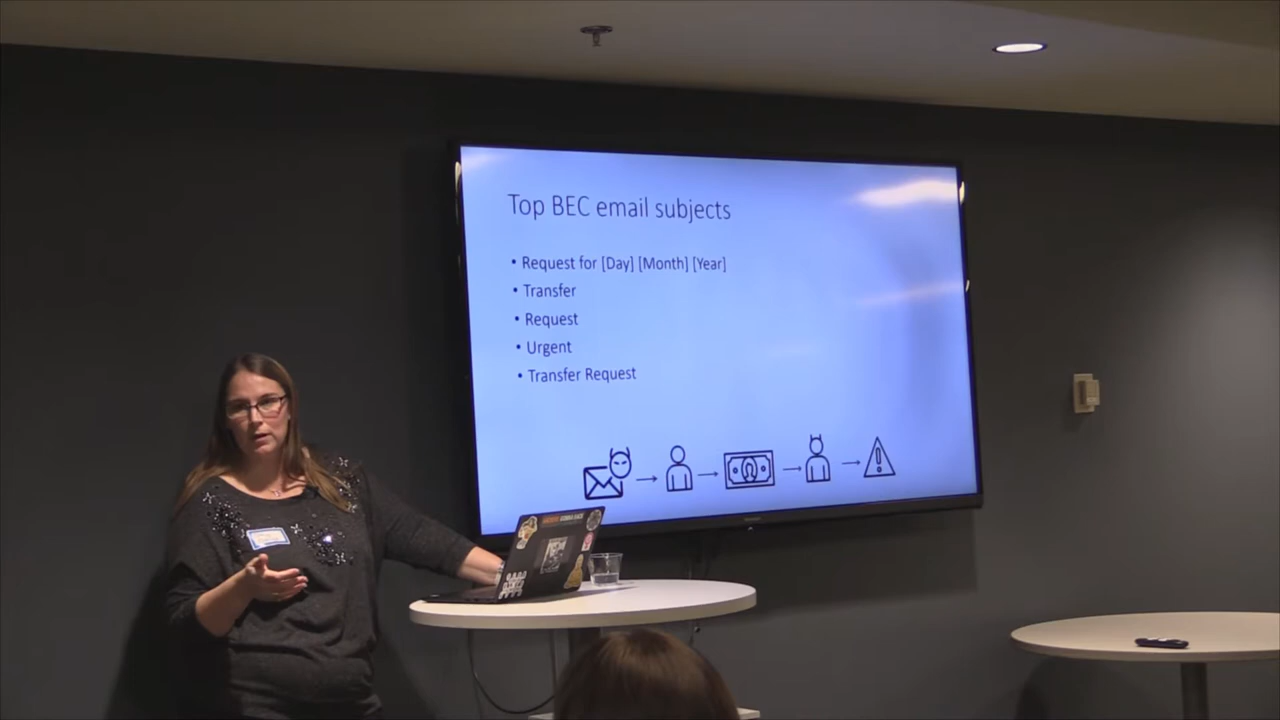 Top BEC email subjects
• Request for [Day] [Month] [Year]
• Transfer
• Request
• Urgent
• Transfer Request